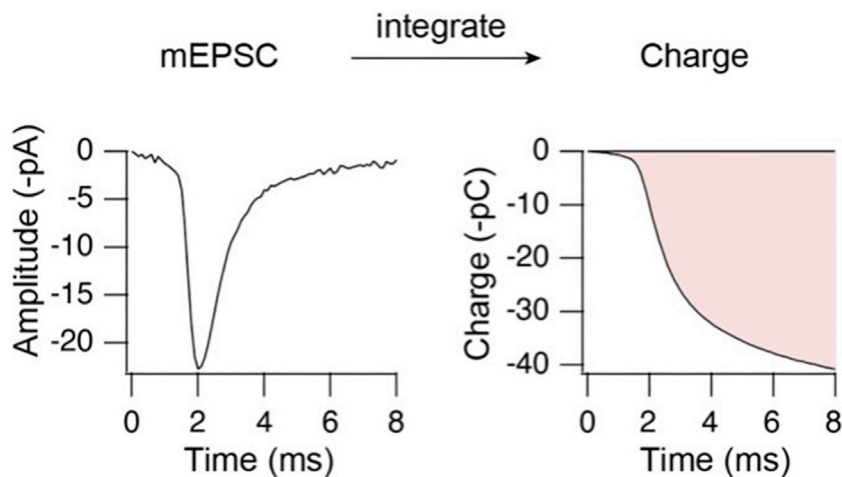 integrate
mEPSC
Charge
Amplitude (-pA)
0
-5
-10
-15
-20
0 2 4 6 8
Time (ms)
Charge (-pC)
0
-10
-20
-30
-40
0 2 4 6 8
Time (ms)